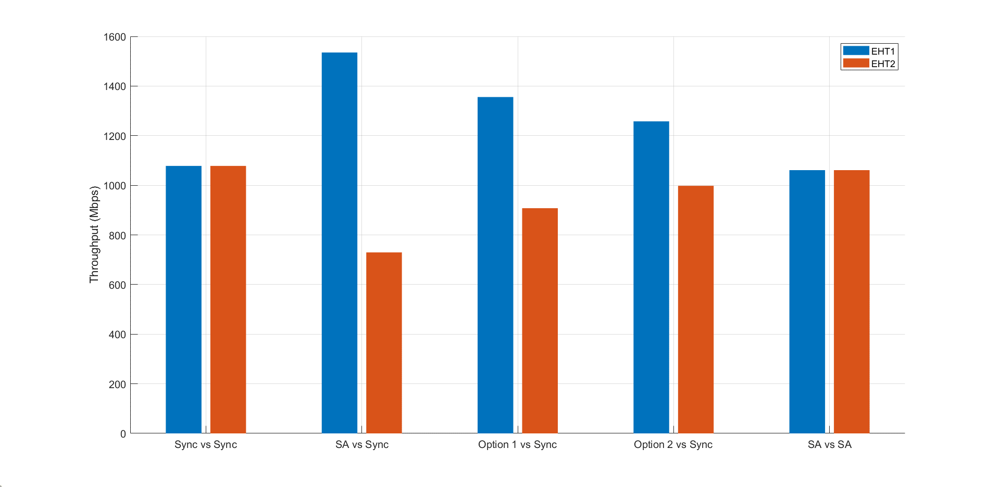 1600
1400
1200
1000
800
600
400
200
0
Throughput (Mbps)
EHT1
EHT2
Sync vs Sync
SA vs Sync
Option 1 vs Sync
Option 2 vs Sync
SA vs SA